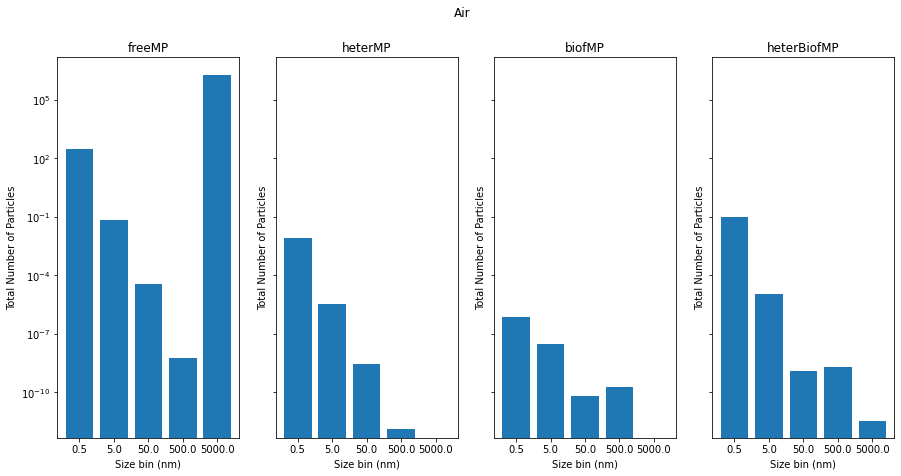 Air
freeMP
heterMP
biofMP
heterBiofMP
Total Number of Particles
Total Number of Particles
Total Number of Particles
Total Number of Particles
10⁵
10²
10⁻¹
10⁻⁴
10⁻⁷
10⁻¹⁰
0.5 5.0 50.0 500.0 5000.0
0.5 5.0 50.0 500.0 5000.0
0.5 5.0 50.0 500.0 5000.0
0.5 5.0 50.0 500.0 5000.0
Size bin (nm)
Size bin (nm)
Size bin (nm)
Size bin (nm)